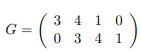 G = ( 3 4 1 0
0 3 4 1 )